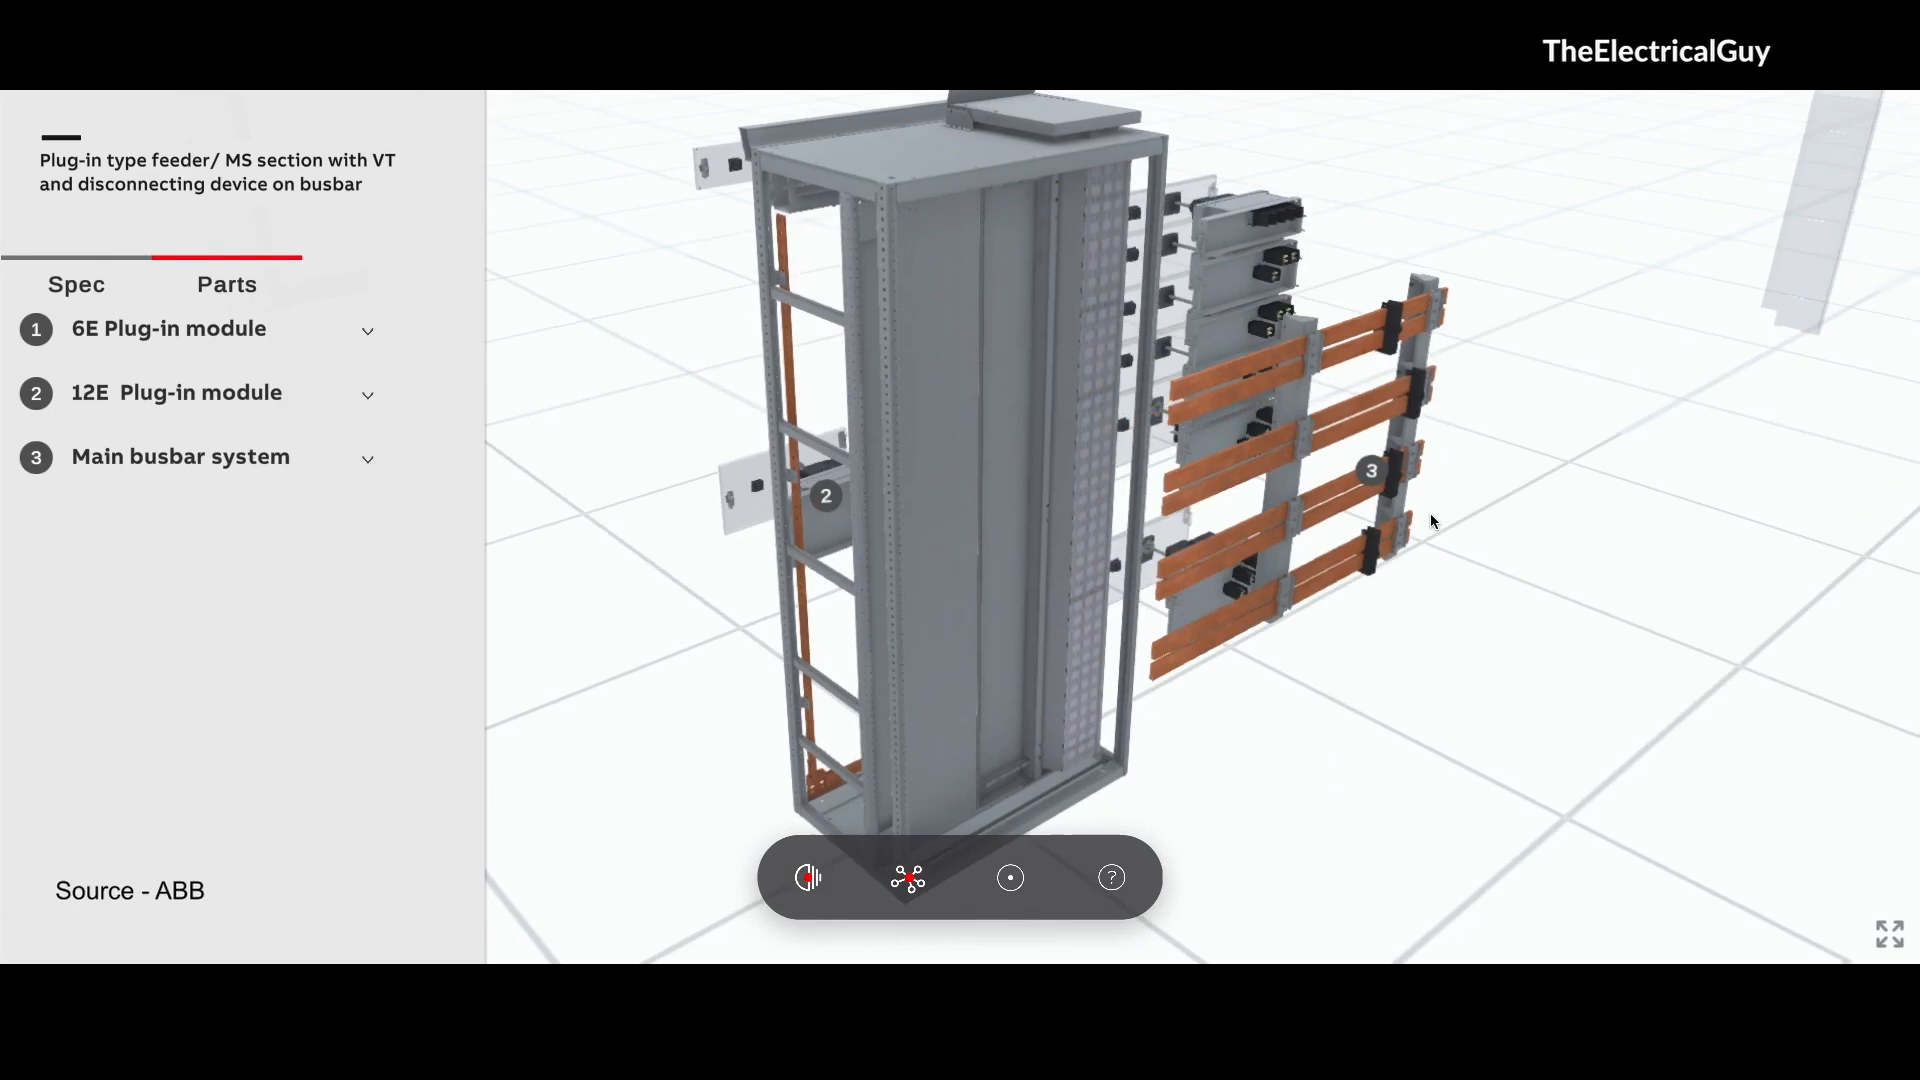 TheElectricalGuy
Plug-in type feeder/ MS section with VT
and disconnecting device on busbar
Spec
Parts
1 6E Plug-in module
2 12E Plug-in module
3 Main busbar system
2
3
Source - ABB
?